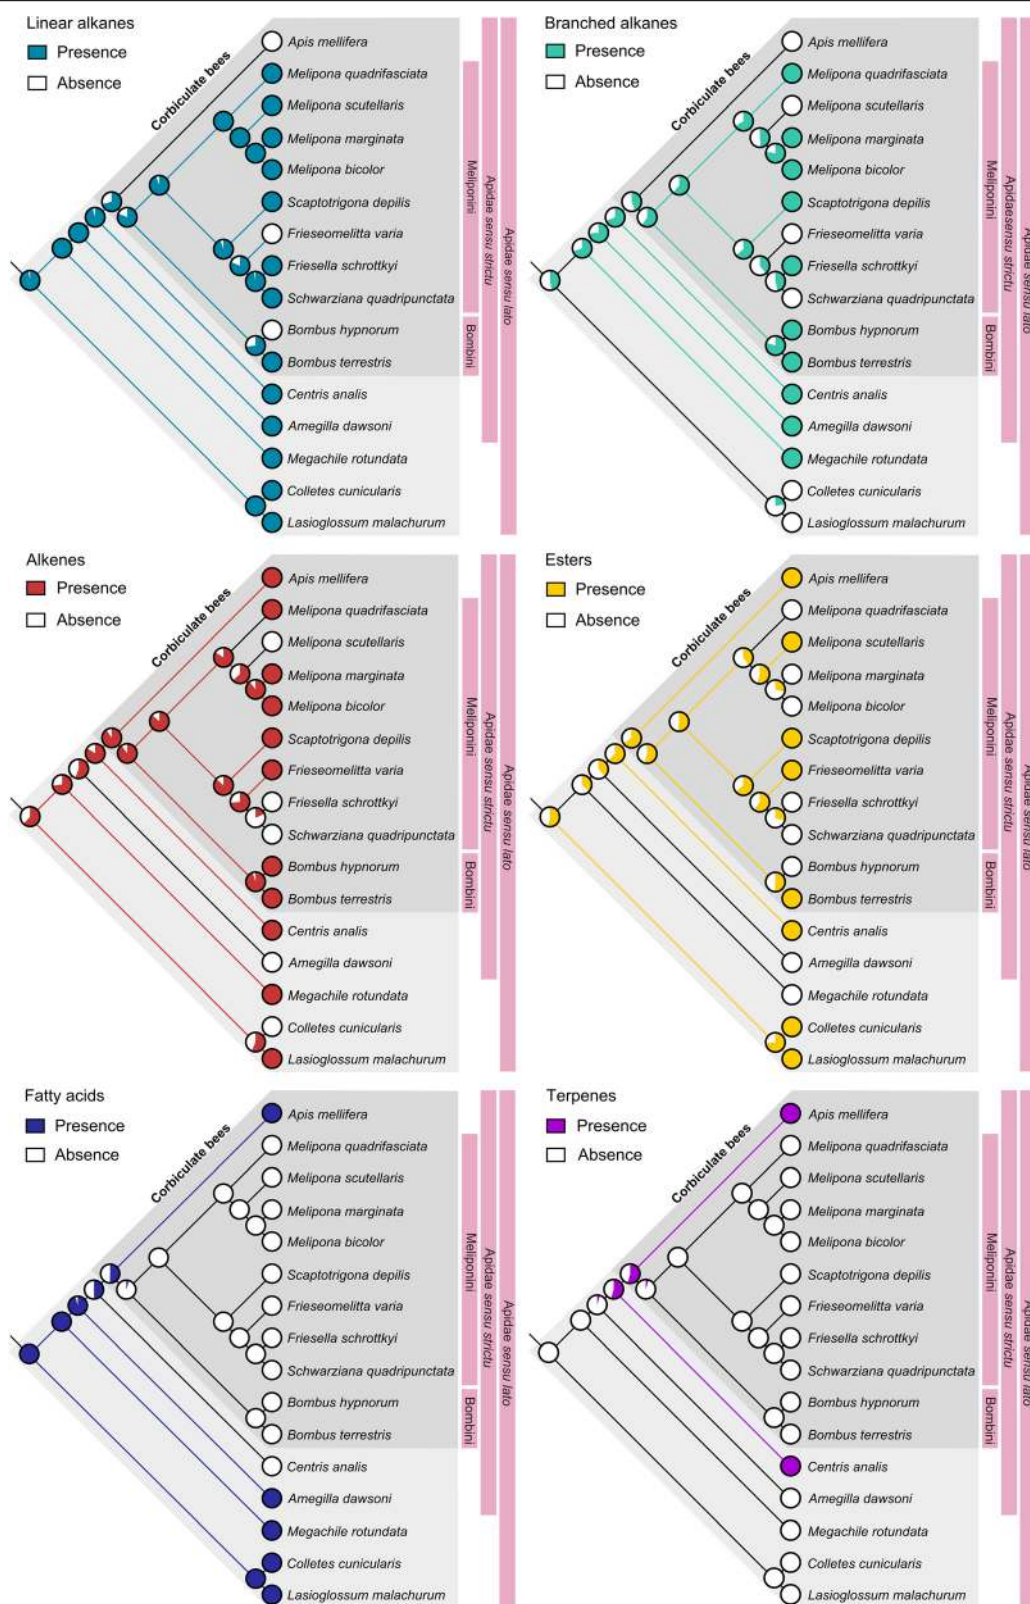 Linear alkanes
Presence
Absence
Corbiculate bees
Apis mellifera
Melipona quadrifasciata
Melipona scutellaris
Melipona marginata
Melipona bicolor
Scaptotrigona depilis
Frieseomelitta varia
Friesella schrottkyi
Schwarziana quadripunctata
Bombus hypnorum
Bombus terrestris
Centris analis
Amegilla dawsoni
Megachile rotundata
Colletes cunicularis
Lasioglossum malachurum
Meliponini
Bombini
Apidae sensu strictu
Apidae sensu lato
Branched alkanes
Presence
Absence
Corbiculate bees
Apis mellifera
Melipona quadrifasciata
Melipona scutellaris
Melipona marginata
Melipona bicolor
Scaptotrigona depilis
Frieseomelitta varia
Friesella schrottkyi
Schwarziana quadripunctata
Bombus hypnorum
Bombus terrestris
Centris analis
Amegilla dawsoni
Megachile rotundata
Colletes cunicularis
Lasioglossum malachurum
Meliponini
Bombini
Apidaesensu strictu
Apidae sensu lato
Alkenes
Presence
Absence
Corbiculate bees
Apis mellifera
Melipona quadrifasciata
Melipona scutellaris
Melipona marginata
Melipona bicolor
Scaptotrigona depilis
Frieseomelitta varia
Friesella schrottkyi
Schwarziana quadripunctata
Bombus hypnorum
Bombus terrestris
Centris analis
Amegilla dawsoni
Megachile rotundata
Colletes cunicularis
Lasioglossum malachurum
Meliponini
Bombini
Apidae sensu strictu
Apidae sensu lato
Esters
Presence
Absence
Corbiculate bees
Apis mellifera
Melipona quadrifasciata
Melipona scutellaris
Melipona marginata
Melipona bicolor
Scaptotrigona depilis
Frieseomelitta varia
Friesella schrottkyi
Schwarziana quadripunctata
Bombus hypnorum
Bombus terrestris
Centris analis
Amegilla dawsoni
Megachile rotundata
Colletes cunicularis
Lasioglossum malachurum
Meliponini
Bombini
Apidae sensu strictu
Apidae sensu lato
Fatty acids
Presence
Absence
Corbiculate bees
Apis mellifera
Melipona quadrifasciata
Melipona scutellaris
Melipona marginata
Melipona bicolor
Scaptotrigona depilis
Frieseomelitta varia
Friesella schrottkyi
Schwarziana quadripunctata
Bombus hypnorum
Bombus terrestris
Centris analis
Amegilla dawsoni
Megachile rotundata
Colletes cunicularis
Lasioglossum malachurum
Meliponini
Bombini
Apidae sensu strictu
Apidae sensu lato
Terpenes
Presence
Absence
Corbiculate bees
Apis mellifera
Melipona quadrifasciata
Melipona scutellaris
Melipona marginata
Melipona bicolor
Scaptotrigona depilis
Frieseomelitta varia
Friesella schrottkyi
Schwarziana quadripunctata
Bombus hypnorum
Bombus terrestris
Centris analis
Amegilla dawsoni
Megachile rotundata
Colletes cunicularis
Lasioglossum malachurum
Meliponini
Bombini
Apidae sensu strictu
Apidae sensu lato